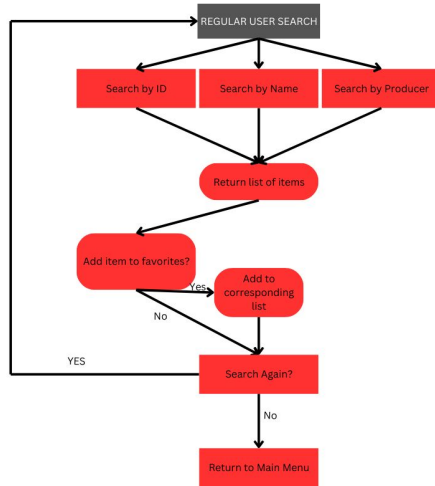 REGULAR USER SEARCH
Search by ID
Search by Name
Search by Producer
Return list of items
Add item to favorites?
Yes
Add to
corresponding
list
No
YES
Search Again?
No
Return to Main Menu